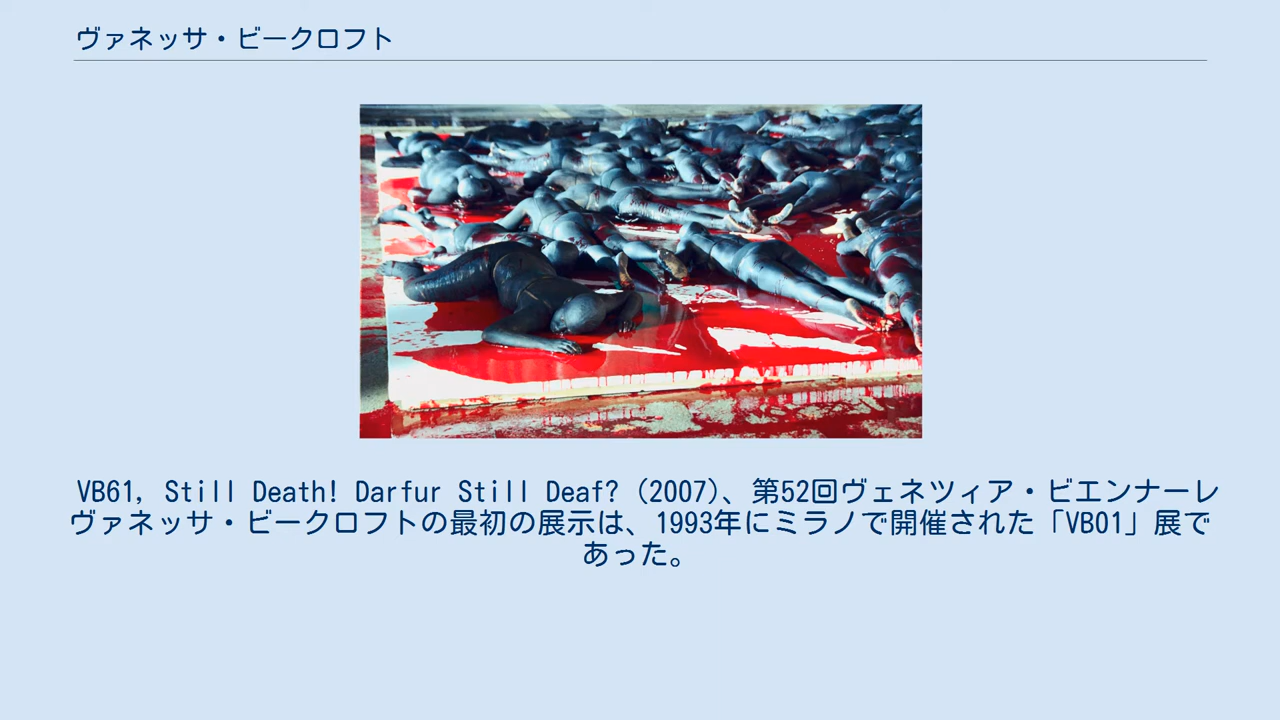 ヴァネッサ・ビークロフト
VB61, Still Death! Darfur Still Deaf? (2007)、第52回ヴェネツィア・ビエンナーレ
ヴァネッサ・ビークロフトの最初の展示は、1993年にミラノで開催された「VB01」展で
あった。